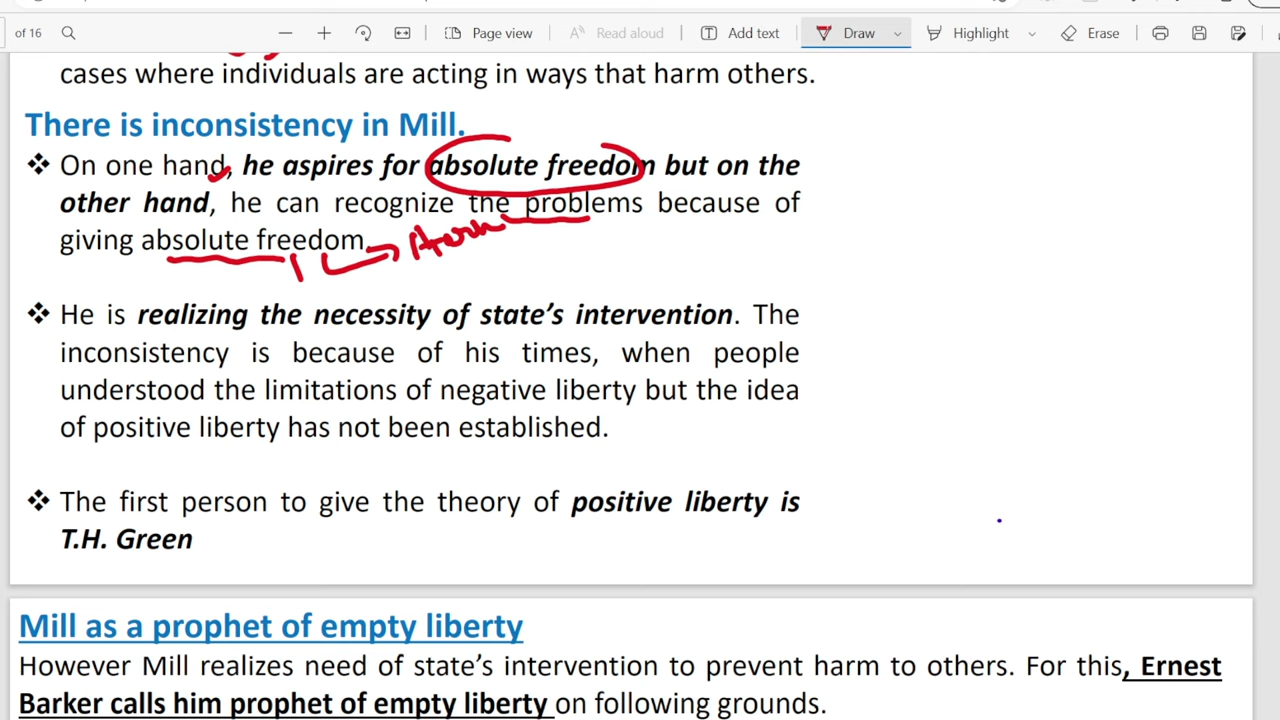 of 16
Page view
Read aloud
Add text
Draw
Highlight
Erase
cases where individuals are acting in ways that harm others.
There is inconsistency in Mill.
❖ On one hand, he aspires for absolute freedom but on the
other hand, he can recognize the problems because of
giving absolute freedom.
Harm
❖ He is realizing the necessity of state's intervention. The
inconsistency is because of his times, when people
understood the limitations of negative liberty but the idea
of positive liberty has not been established.
❖ The first person to give the theory of positive liberty is
T.H. Green
Mill as a prophet of empty liberty
However Mill realizes need of state's intervention to prevent harm to others. For this, Ernest
Barker calls him prophet of empty liberty on following grounds.